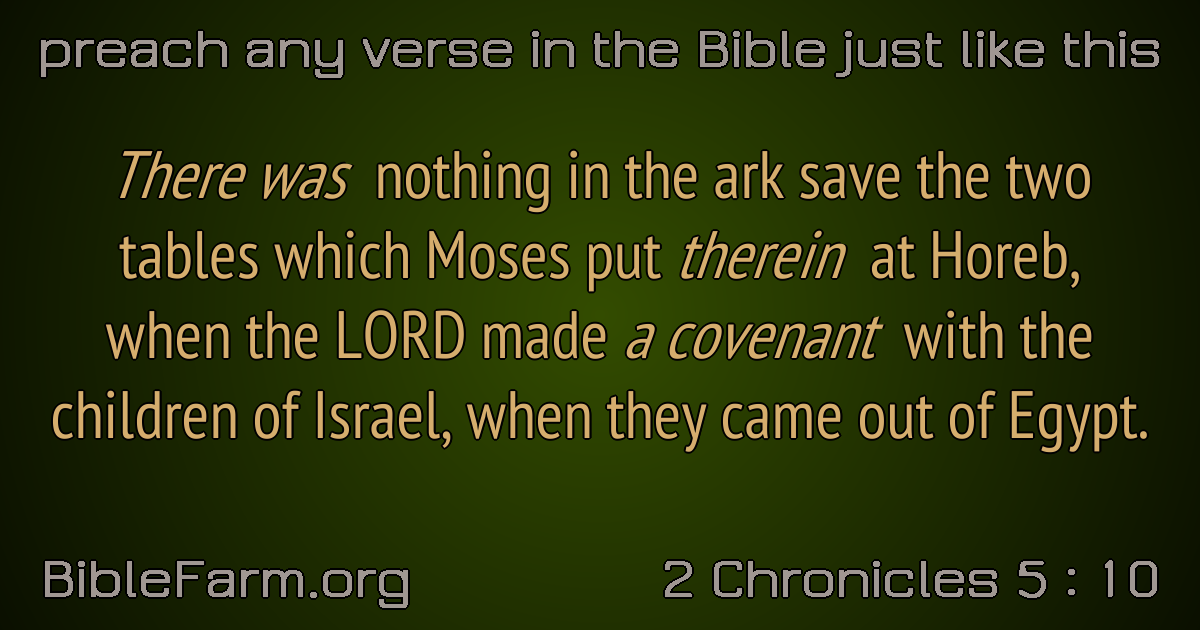 preach any verse in the Bible just like this
There was nothing in the ark save the two
tables which Moses put therein at Horeb,
when the LORD made a covenant with the
children of Israel, when they came out of Egypt.
BibleFarm.org
2 Chronicles 5 : 10